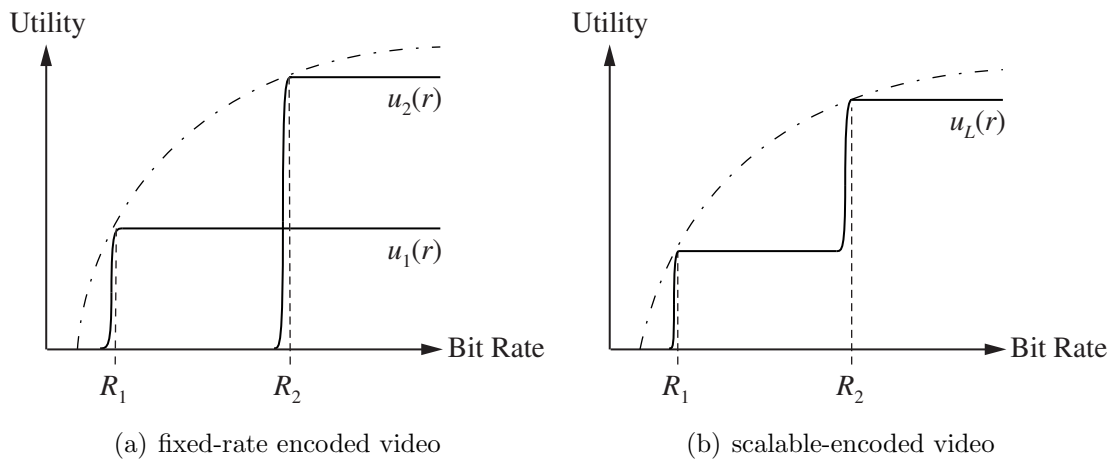 Utility
u₂(r)
u₁(r)
Bit Rate
R₁
R₂
(a) fixed-rate encoded video
Utility
u_L(r)
Bit Rate
R₁
R₂
(b) scalable-encoded video